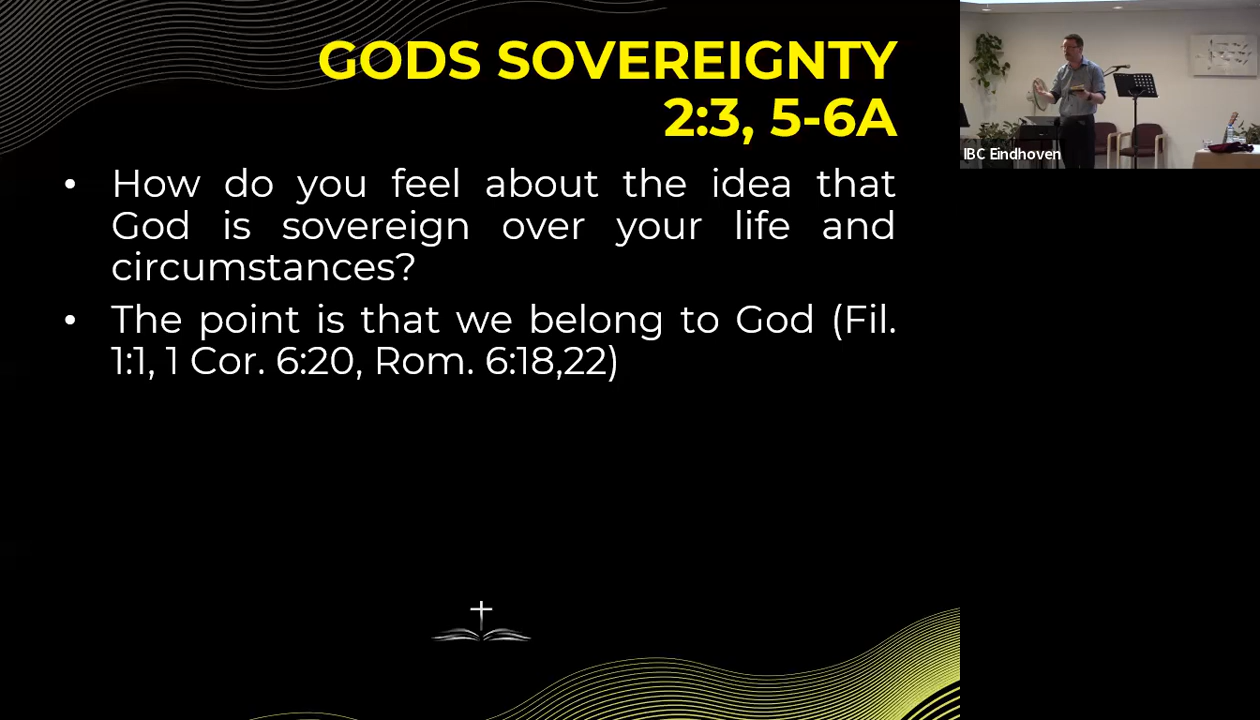 GODS SOVEREIGNTY
2:3, 5-6A
• How do you feel about the idea that
God is sovereign over your life and
circumstances?
• The point is that we belong to God (Fil.
1:1, 1 Cor. 6:20, Rom. 6:18,22)
IBC Eindhoven